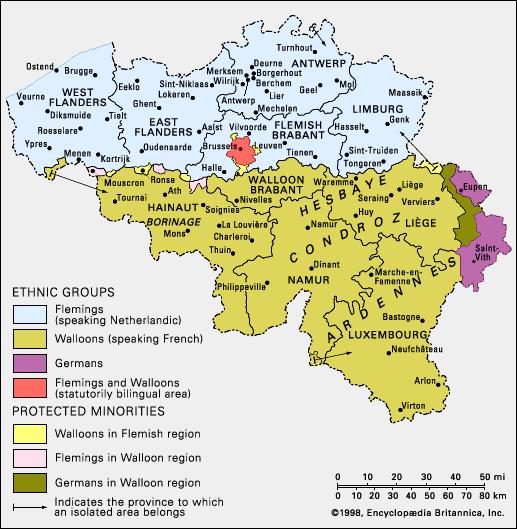 Turnhout
ANTWERP
Ostend
Brugge
Deurne
Merksem
Borgerhout
Eeklo
Sint-Niklaas
Wilrijk
Berchem
Geel
Mol
Maaseik
Veurne
WEST
FLANDERS
Lokeren
Lier
Antwerp
Ghent
Diksmuide
Tielt
Mechelen
LIMBURG
Genk
EAST
FLANDERS
Aalst
Vilvoorde
FLEMISH
BRABANT
Hasselt
Roeselare
Ypres
Oudenaarde
Brussels
Leuven
Menen
Kortrijk
Tienen
Sint-Truiden
Halle
Tongeren
Mouscron
Ronse
WALLOON
BRABANT
Waremme
HESBAYE
Liège
Eupen
Ath
Tournai
Nivelles
Seraing
Verviers
HAINAUT
Soignies
Huy
LIÈGE
BORINAGE
La Louvière
Namur
CONDROZ
Mons
Charleroi
Saint-
Vith
Thuin
Dinant
Marche-en-
Famenne
Philippeville
NAMUR
ARDENNES
Bastogne
LUXEMBOURG
Neufchâteau
Arlon
Virton
ETHNIC GROUPS
Flemings
(speaking Netherlandic)
Walloons (speaking French)
Germans
Flemings and Walloons
(statutorily bilingual area)
PROTECTED MINORITIES
Walloons in Flemish region
Flemings in Walloon region
Germans in Walloon region
Indicates the province to which
an isolated area belongs
0 10 20 30 40 50 mi
0 10 20 30 40 50 60 70 80 km
©1998, Encyclopædia Britannica, Inc.